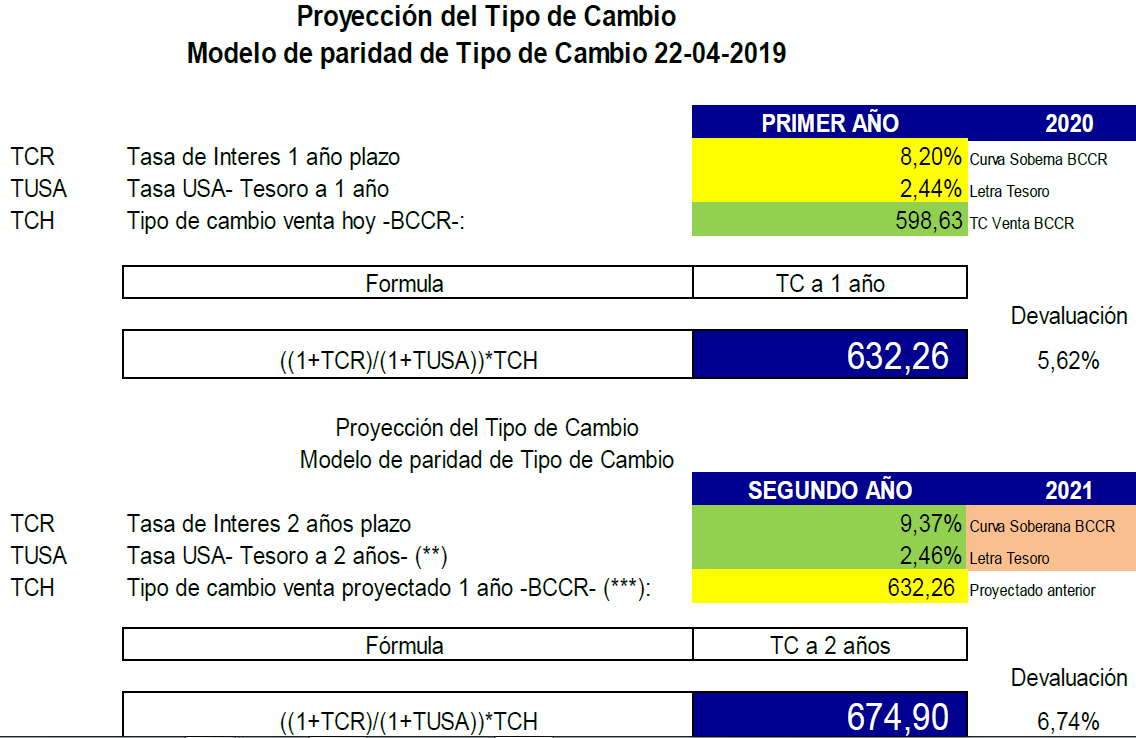 Proyección del Tipo de Cambio
Modelo de paridad de Tipo de Cambio 22-04-2019
PRIMER AÑO 2020
TCR Tasa de Interes 1 año plazo 8,20% Curva Soberna BCCR
TUSA Tasa USA- Tesoro a 1 año 2,44% Letra Tesoro
TCH Tipo de cambio venta hoy -BCCR-: 598,63 TC Venta BCCR
Formula TC a 1 año
Devaluación
((1+TCR)/(1+TUSA))*TCH 632,26 5,62%
Proyección del Tipo de Cambio
Modelo de paridad de Tipo de Cambio
SEGUNDO AÑO 2021
TCR Tasa de Interes 2 años plazo 9,37% Curva Soberana BCCR
TUSA Tasa USA- Tesoro a 2 años- (**) 2,46% Letra Tesoro
TCH Tipo de cambio venta proyectado 1 año -BCCR- (***): 632,26 Proyectado anterior
Fórmula TC a 2 años
Devaluación
((1+TCR)/(1+TUSA))*TCH 674,90 6,74%